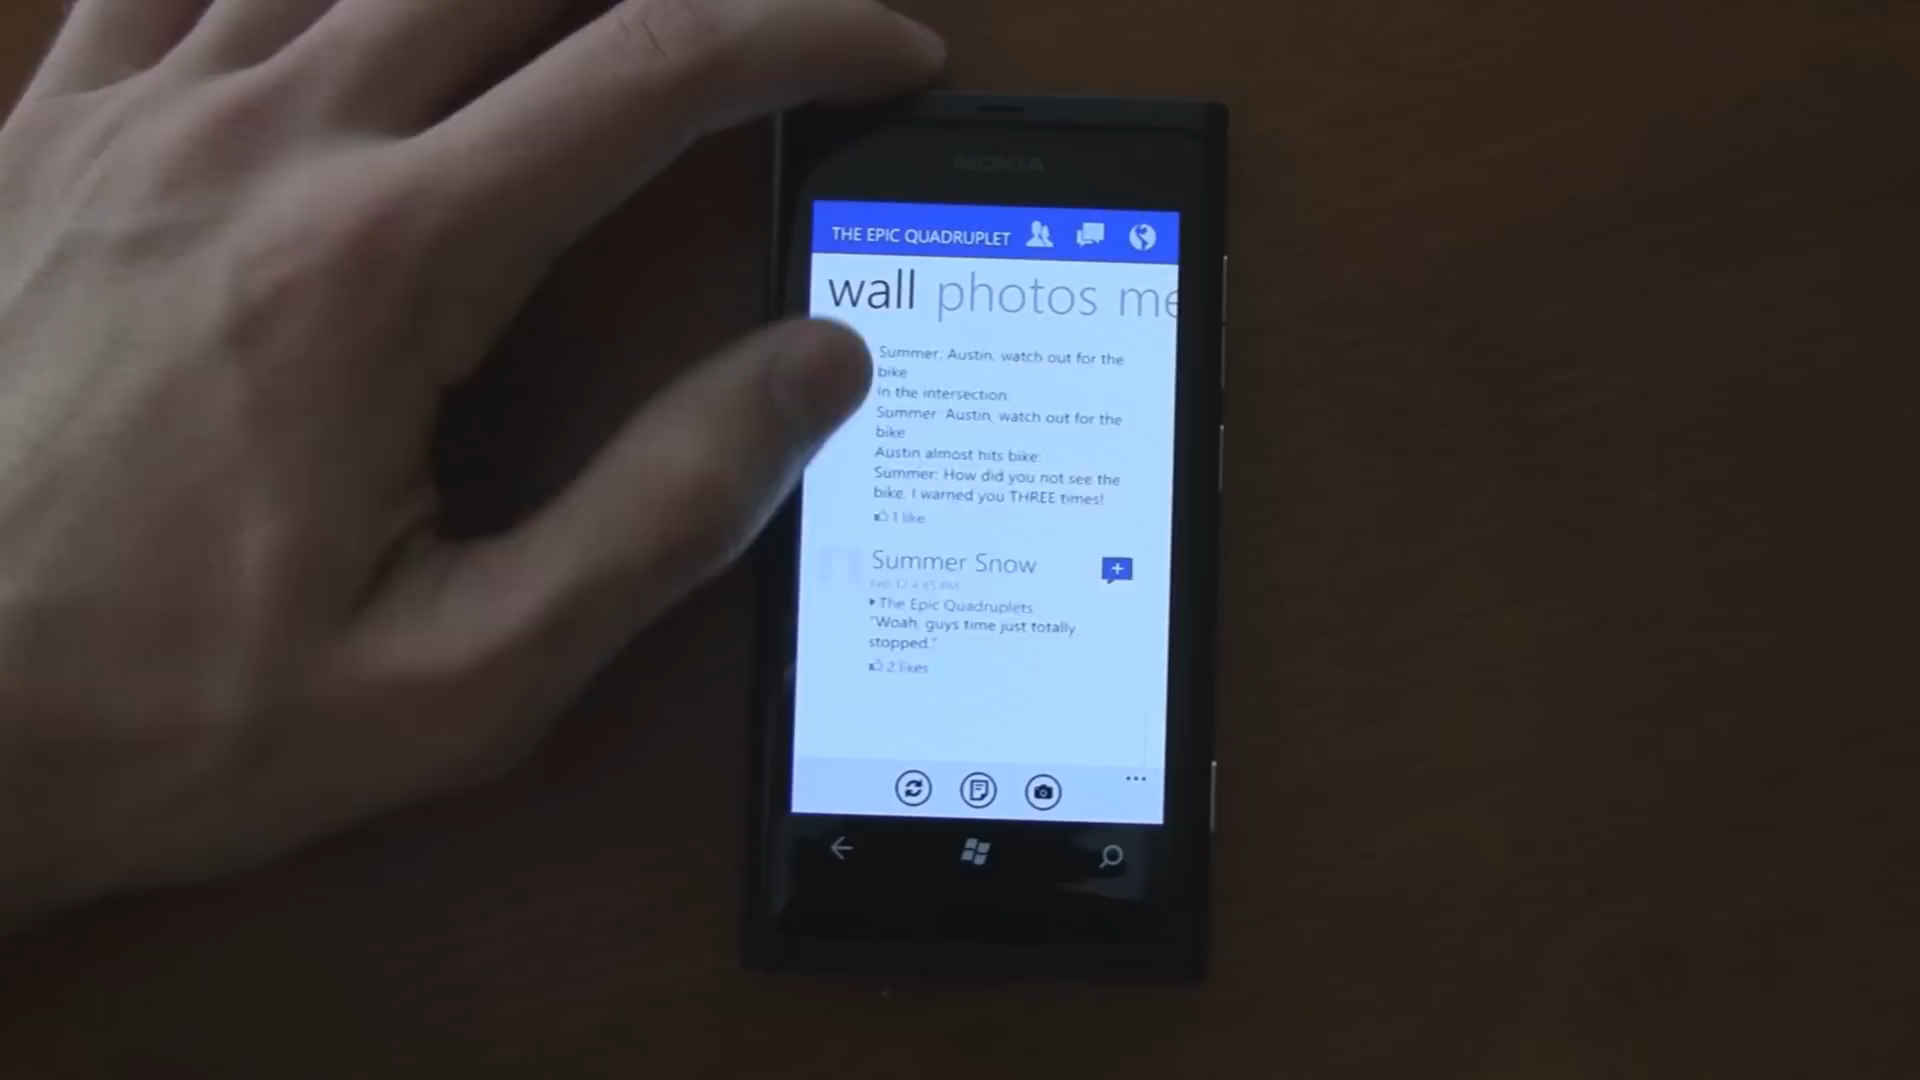 NOKIA
THE EPIC QUADRUPLET
wall photos me
Summer: Austin, watch out for the
bike
In the intersection:
Summer: Austin, watch out for the
bike
Austin almost hits bike:
Summer: How did you not see the
bike. I warned you THREE times!
1 like
Summer Snow
The Epic Quadruplets
"Woah, guys time just totally
stopped."
2 likes